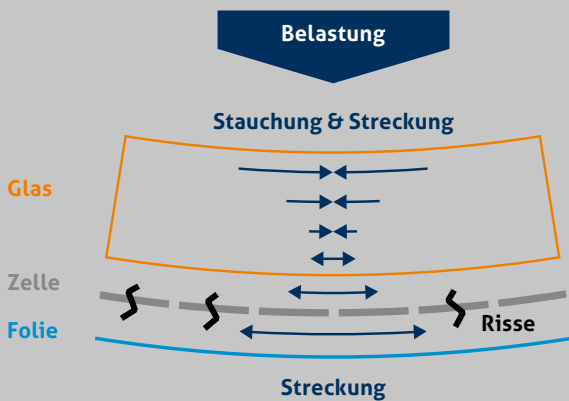 Belastung
Stauchung & Streckung
Glas
Zelle
Folie
Risse
Streckung